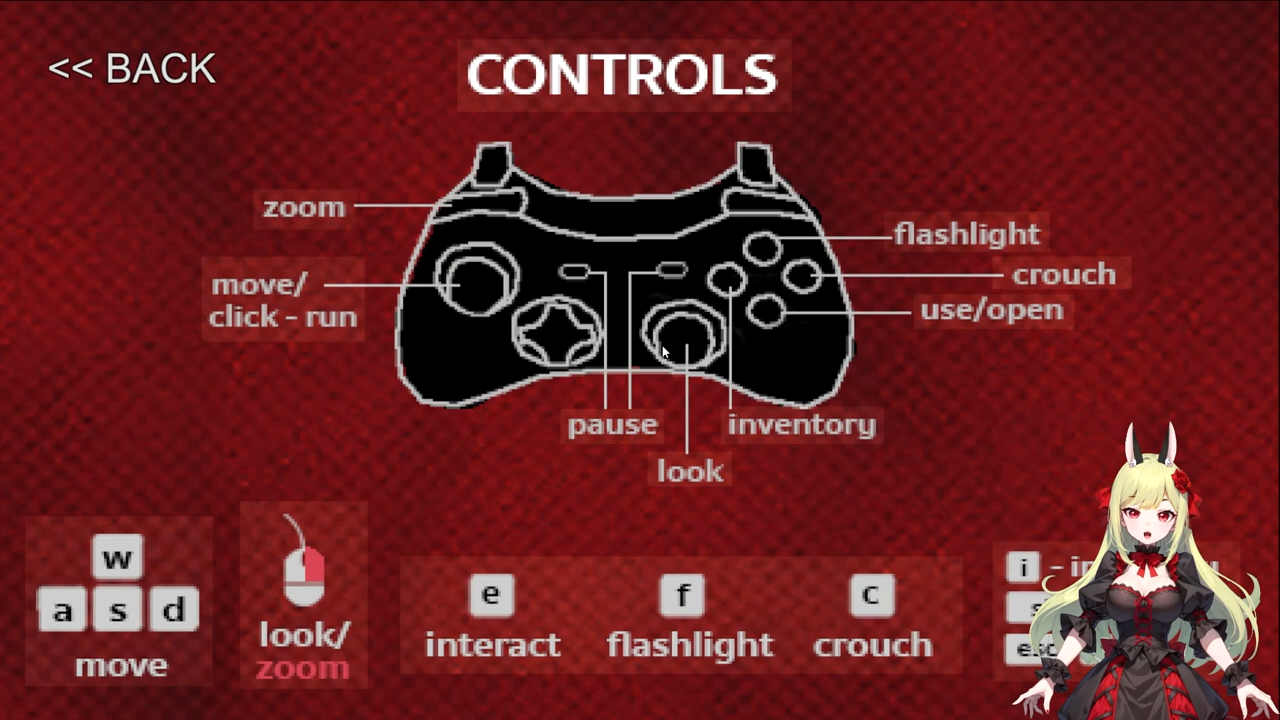 << BACK
CONTROLS
zoom
flashlight
move/
click - run
crouch
use/open
pause
inventory
look
w
a s d
move
look/
zoom
e
interact
f
flashlight
c
crouch
i -
esc